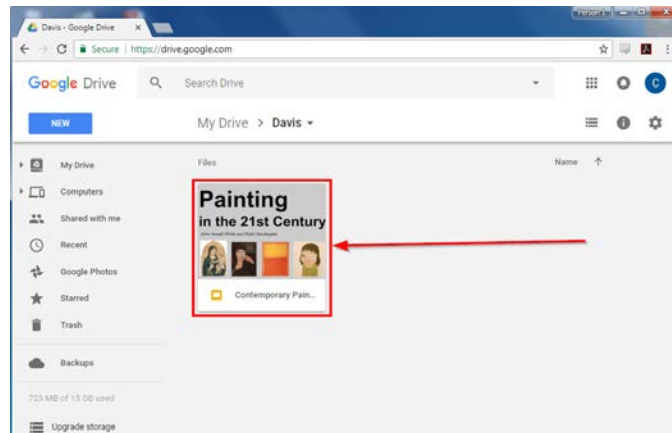 Person 1
Davis - Google Drive
Secure https://drive.google.com
Google Drive
Search Drive
C
NEW
My Drive > Davis
My Drive
Computers
Shared with me
Recent
Google Photos
Starred
Trash
Backups
723 MB of 15 GB used
Upgrade storage
Files
Name
Painting
in the 21st Century
Contemporary Pain...